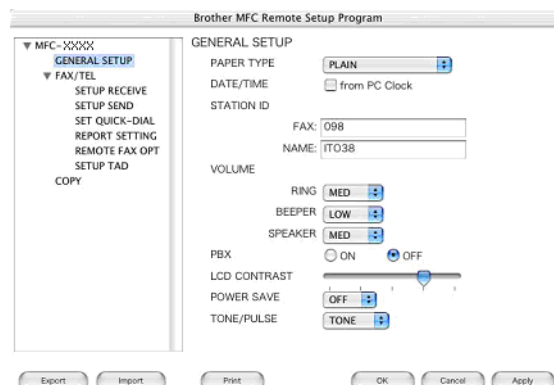 Brother MFC Remote Setup Program
MFC-XXXX
GENERAL SETUP
FAX/TEL
SETUP RECEIVE
SETUP SEND
SET QUICK-DIAL
REPORT SETTING
REMOTE FAX OPT
SETUP TAD
COPY
GENERAL SETUP
PAPER TYPE PLAIN
DATE/TIME from PC Clock
STATION ID
FAX: 098
NAME: ITO38
VOLUME
RING MED
BEEPER LOW
SPEAKER MED
PBX ON OFF
LCD CONTRAST
POWER SAVE OFF
TONE/PULSE TONE
Export Import Print OK Cancel Apply